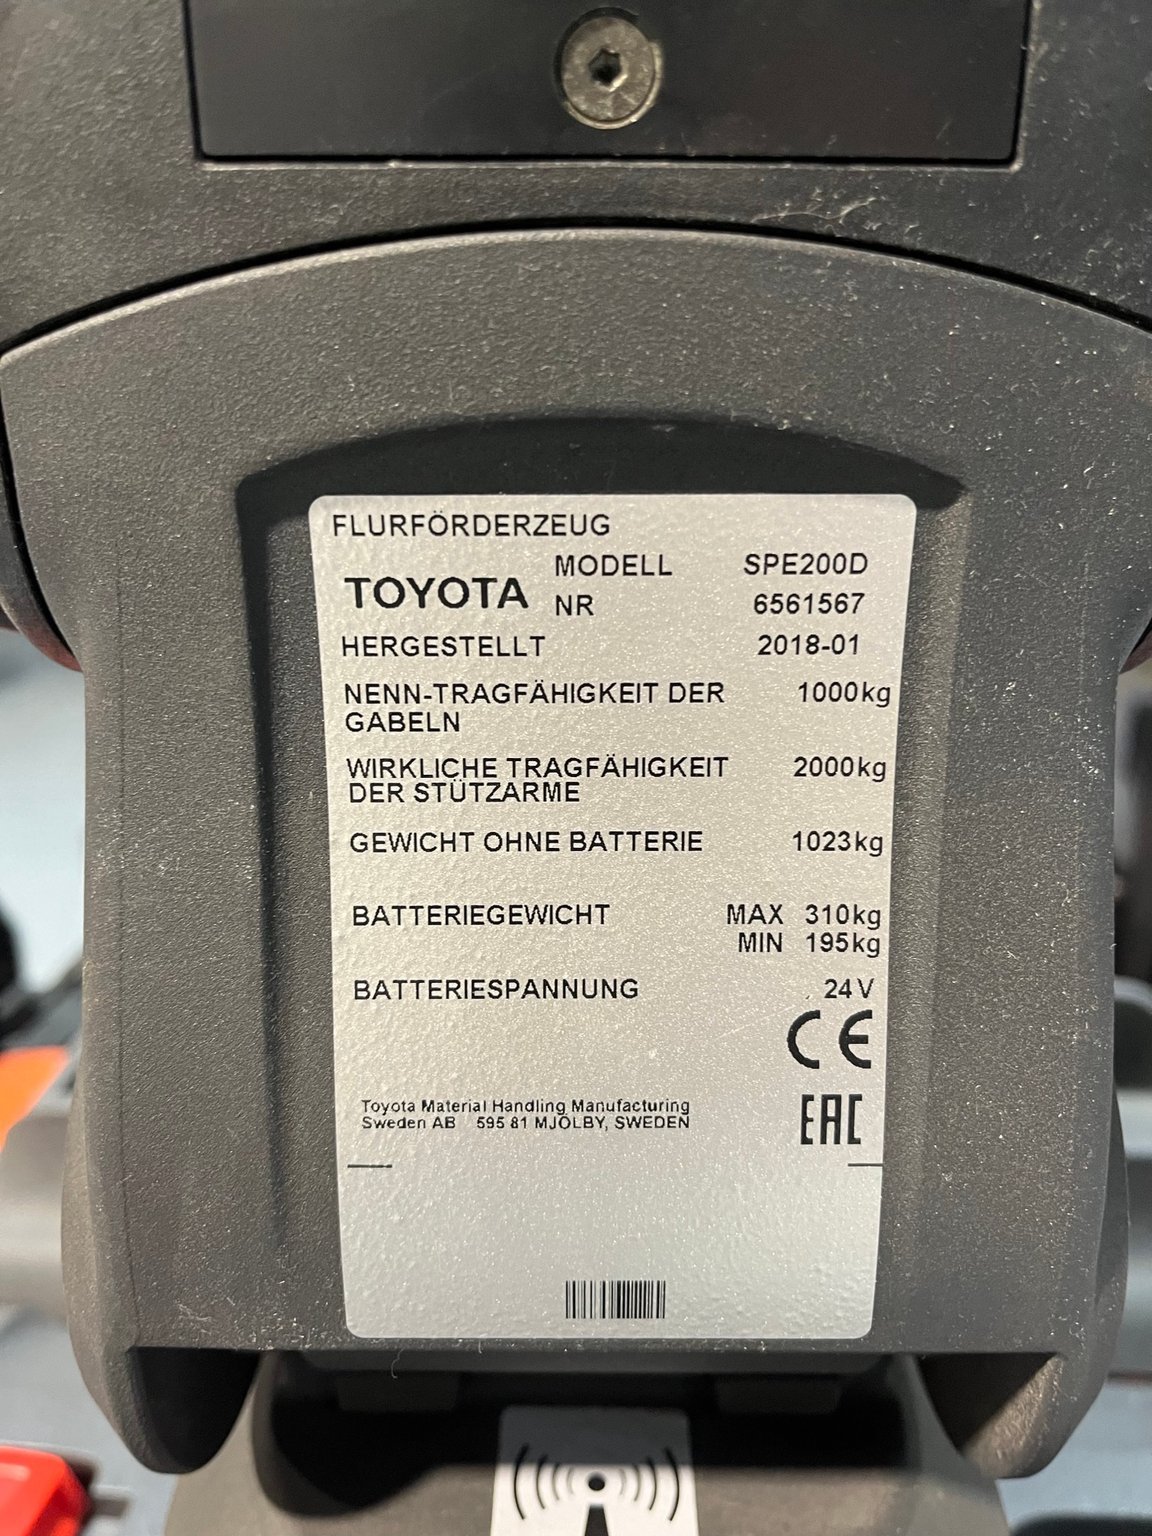 FLURFÖRDERZEUG
MODELL SPE200D
TOYOTA NR 6561567
HERGESTELLT 2018-01
NENN-TRAGFÄHIGKEIT DER 1000kg
GABELN
WIRKLICHE TRAGFÄHIGKEIT 2000kg
DER STÜTZARME
GEWICHT OHNE BATTERIE 1023kg
BATTERIEGEWICHT MAX 310kg
MIN 195kg
BATTERIESPANNUNG 24V
CE
Toyota Material Handling Manufacturing
Sweden AB 595 81 MJÖLBY, SWEDEN
EAC